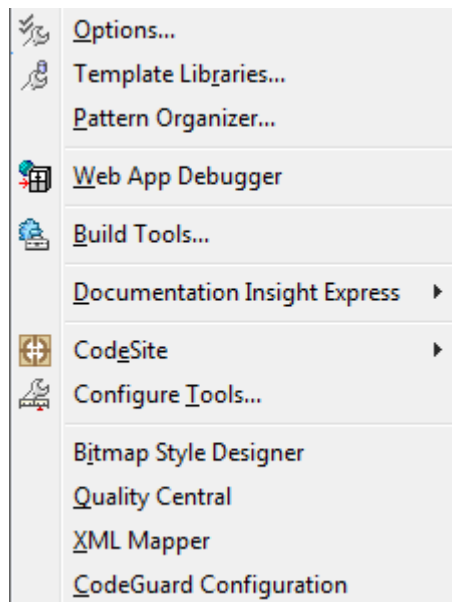 Options...
Template Libraries...
Pattern Organizer...
Web App Debugger
Build Tools...
Documentation Insight Express
CodeSite
Configure Tools...
Bitmap Style Designer
Quality Central
XML Mapper
CodeGuard Configuration